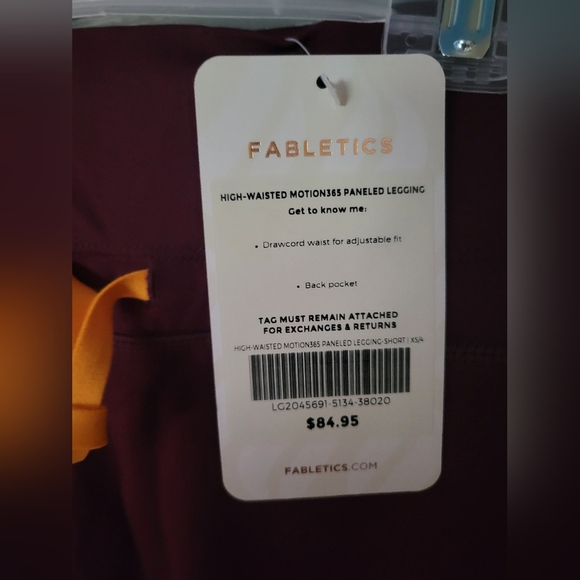 FABLETICS
HIGH-WAISTED MOTION365 PANELED LEGGING
Get to know me:
• Drawcord waist for adjustable fit
• Back pocket
TAG MUST REMAIN ATTACHED
FOR EXCHANGES & RETURNS
HIGH-WAISTED MOTION365 PANELED LEGGING-SHORT | XS/4
LG2045691-5134-38020
$84.95
FABLETICS.COM